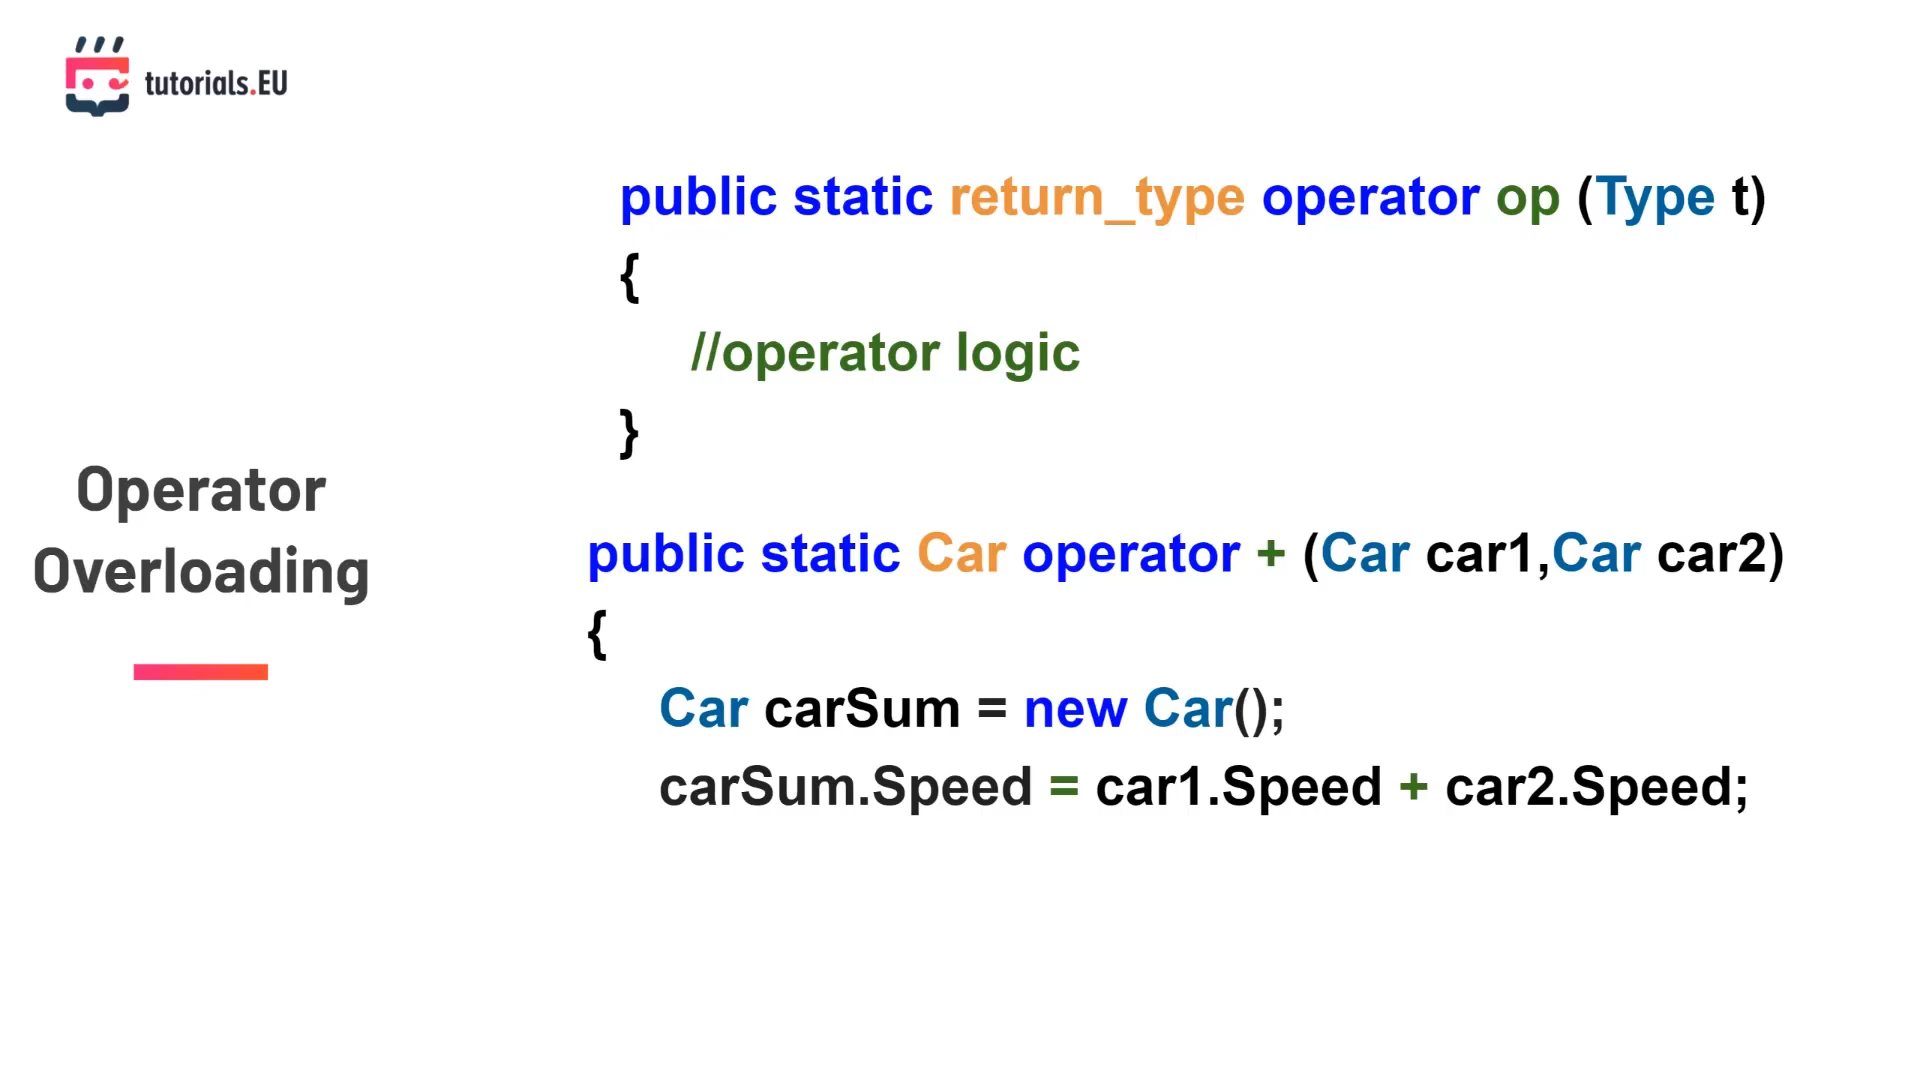 tutorials.EU
public static return_type operator op (Type t)
{
//operator logic
}
Operator
Overloading
public static Car operator + (Car car1,Car car2)
{
Car carSum = new Car();
carSum.Speed = car1.Speed + car2.Speed;